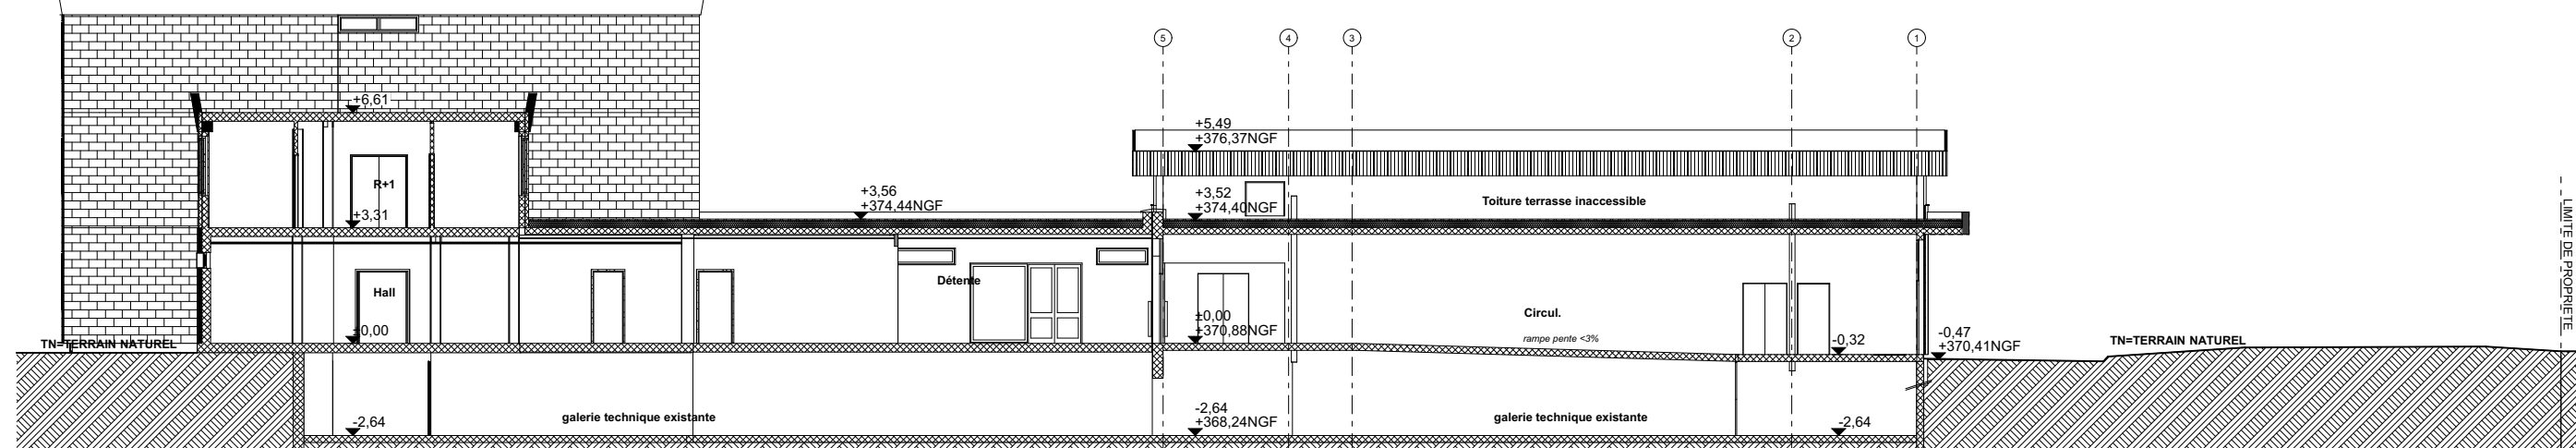 5
4
3
2
1
+6,61
+5,49
+376,37NGF
R+1
+3,56
+374,44NGF
+3,52
+374,40NGF
Toiture terrasse inaccessible
+3,31
LIMITE DE PROPRIETE
Détente
Hall
±0,00
±0,00
+370,88NGF
Circul.
rampe pente <3%
-0,32
-0,47
+370,41NGF
TN=TERRAIN NATUREL
TN=TERRAIN NATUREL
-2,64
galerie technique existante
-2,64
+368,24NGF
galerie technique existante
-2,64